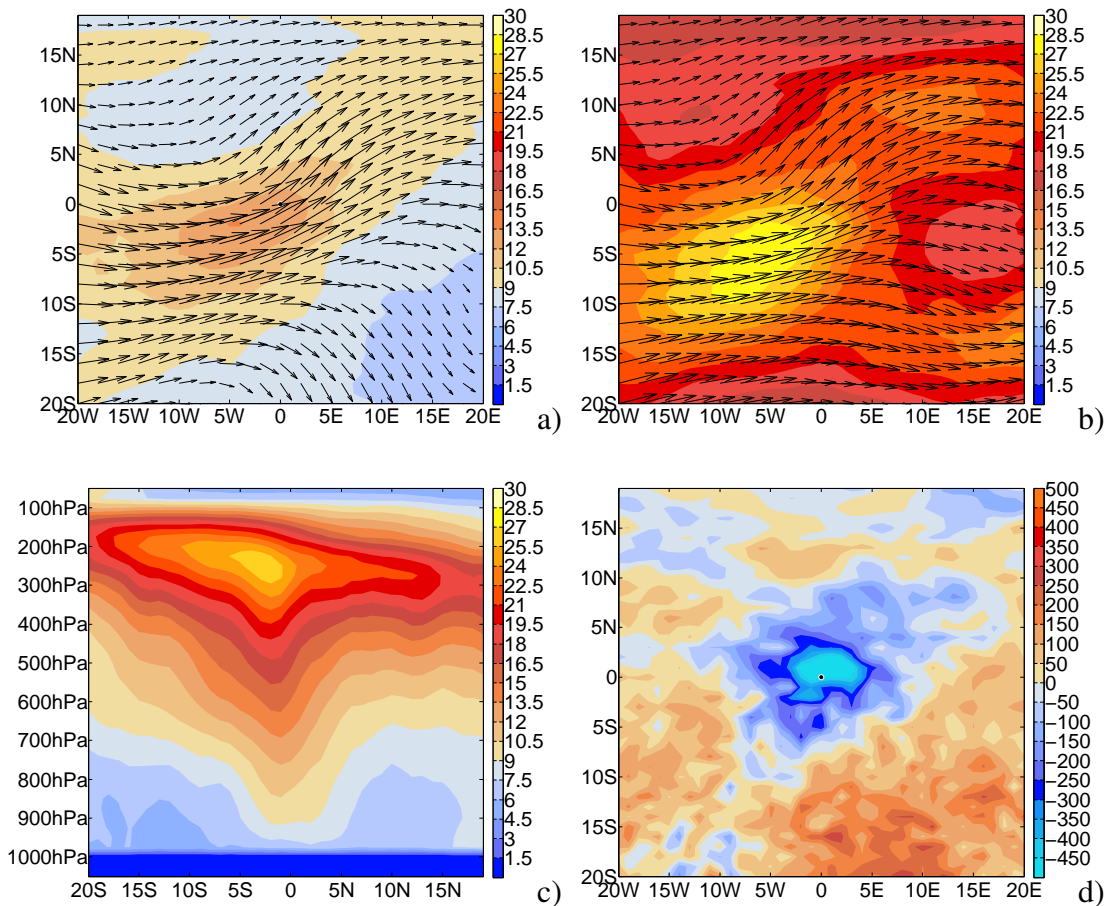 15N
10N
5N
0
5S
10S
15S
20S
20W 15W 10W 5W 0 5E 10E 15E 20E
30
28.5
27
25.5
24
22.5
21
19.5
18
16.5
15
13.5
12
10.5
9
7.5
6
4.5
3
1.5
a)
15N
10N
5N
0
5S
10S
15S
20S
20W 15W 10W 5W 0 5E 10E 15E 20E
30
28.5
27
25.5
24
22.5
21
19.5
18
16.5
15
13.5
12
10.5
9
7.5
6
4.5
3
1.5
b)
100hPa
200hPa
300hPa
400hPa
500hPa
600hPa
700hPa
800hPa
900hPa
1000hPa
20S 15S 10S 5S 0 5N 10N 15N
30
28.5
27
25.5
24
22.5
21
19.5
18
16.5
15
13.5
12
10.5
9
7.5
6
4.5
3
1.5
c)
15N
10N
5N
0
5S
10S
15S
20S
20W 15W 10W 5W 0 5E 10E 15E 20E
500
450
400
350
300
250
200
150
100
50
0
−50
−100
−150
−200
−250
−300
−350
−400
−450
d)